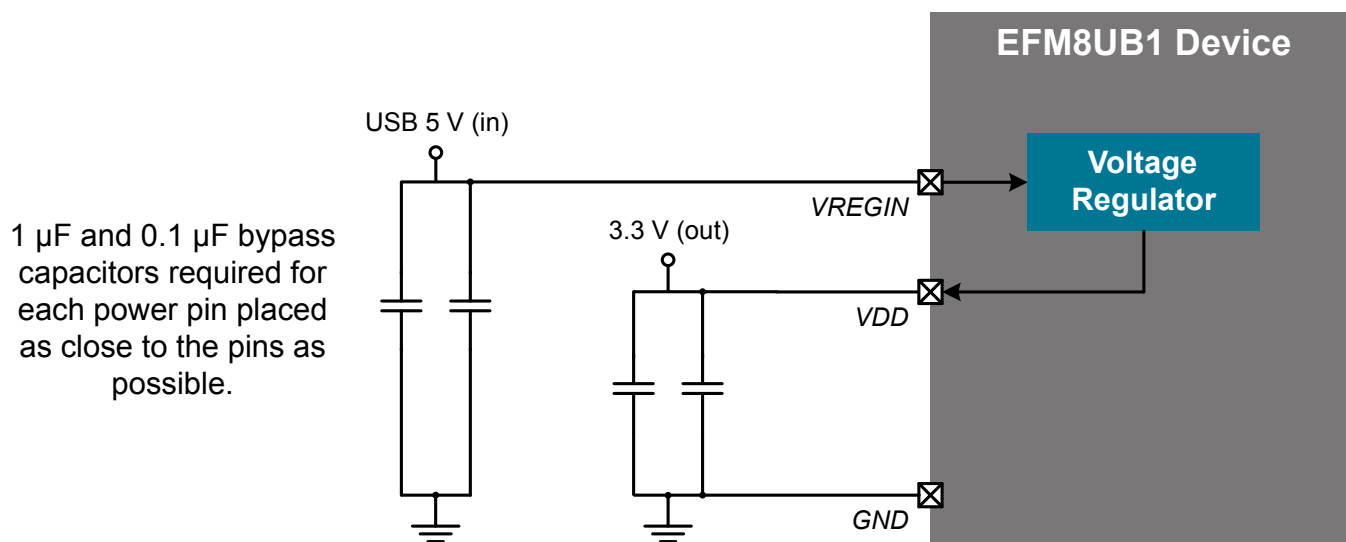 EFM8UB1 Device
USB 5 V (in)
Voltage
Regulator
VREGIN
1 µF and 0.1 µF bypass
capacitors required for
each power pin placed
as close to the pins as
possible.
3.3 V (out)
VDD
GND